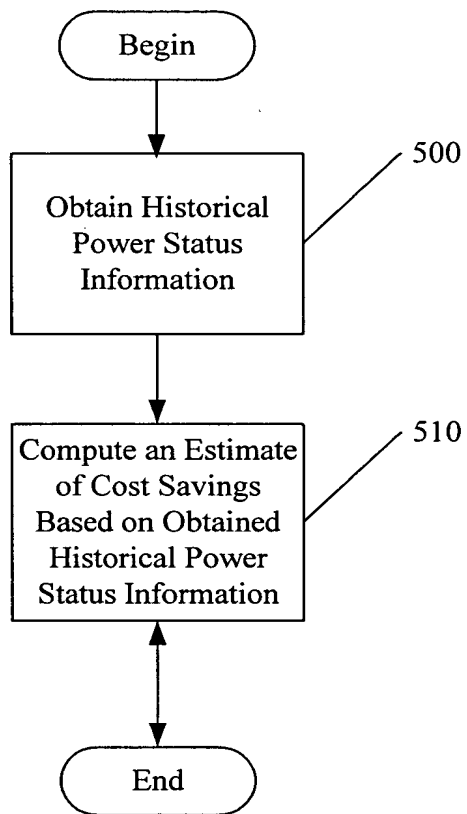 Begin
500
Obtain Historical
Power Status
Information
510
Compute an Estimate
of Cost Savings
Based on Obtained
Historical Power
Status Information
End